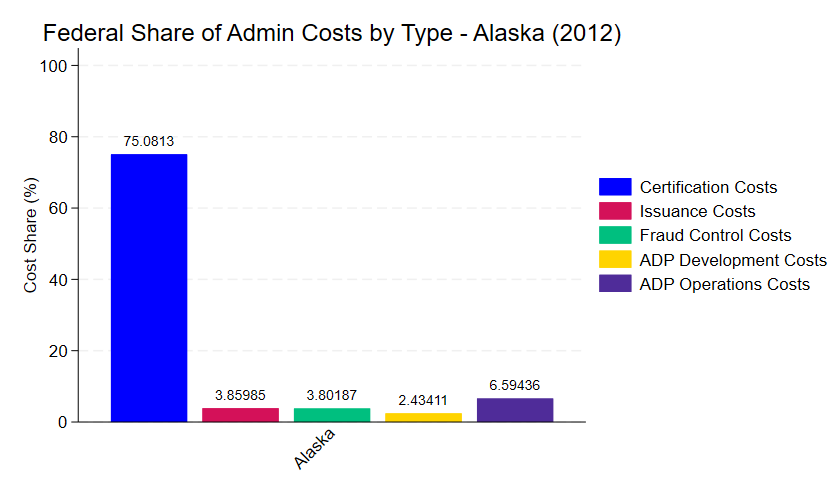 Federal Share of Admin Costs by Type - Alaska (2012)
Cost Share (%)
100
80
60
40
20
0
75.0813
3.85985
3.80187
2.43411
6.59436
Alaska
Certification Costs
Issuance Costs
Fraud Control Costs
ADP Development Costs
ADP Operations Costs